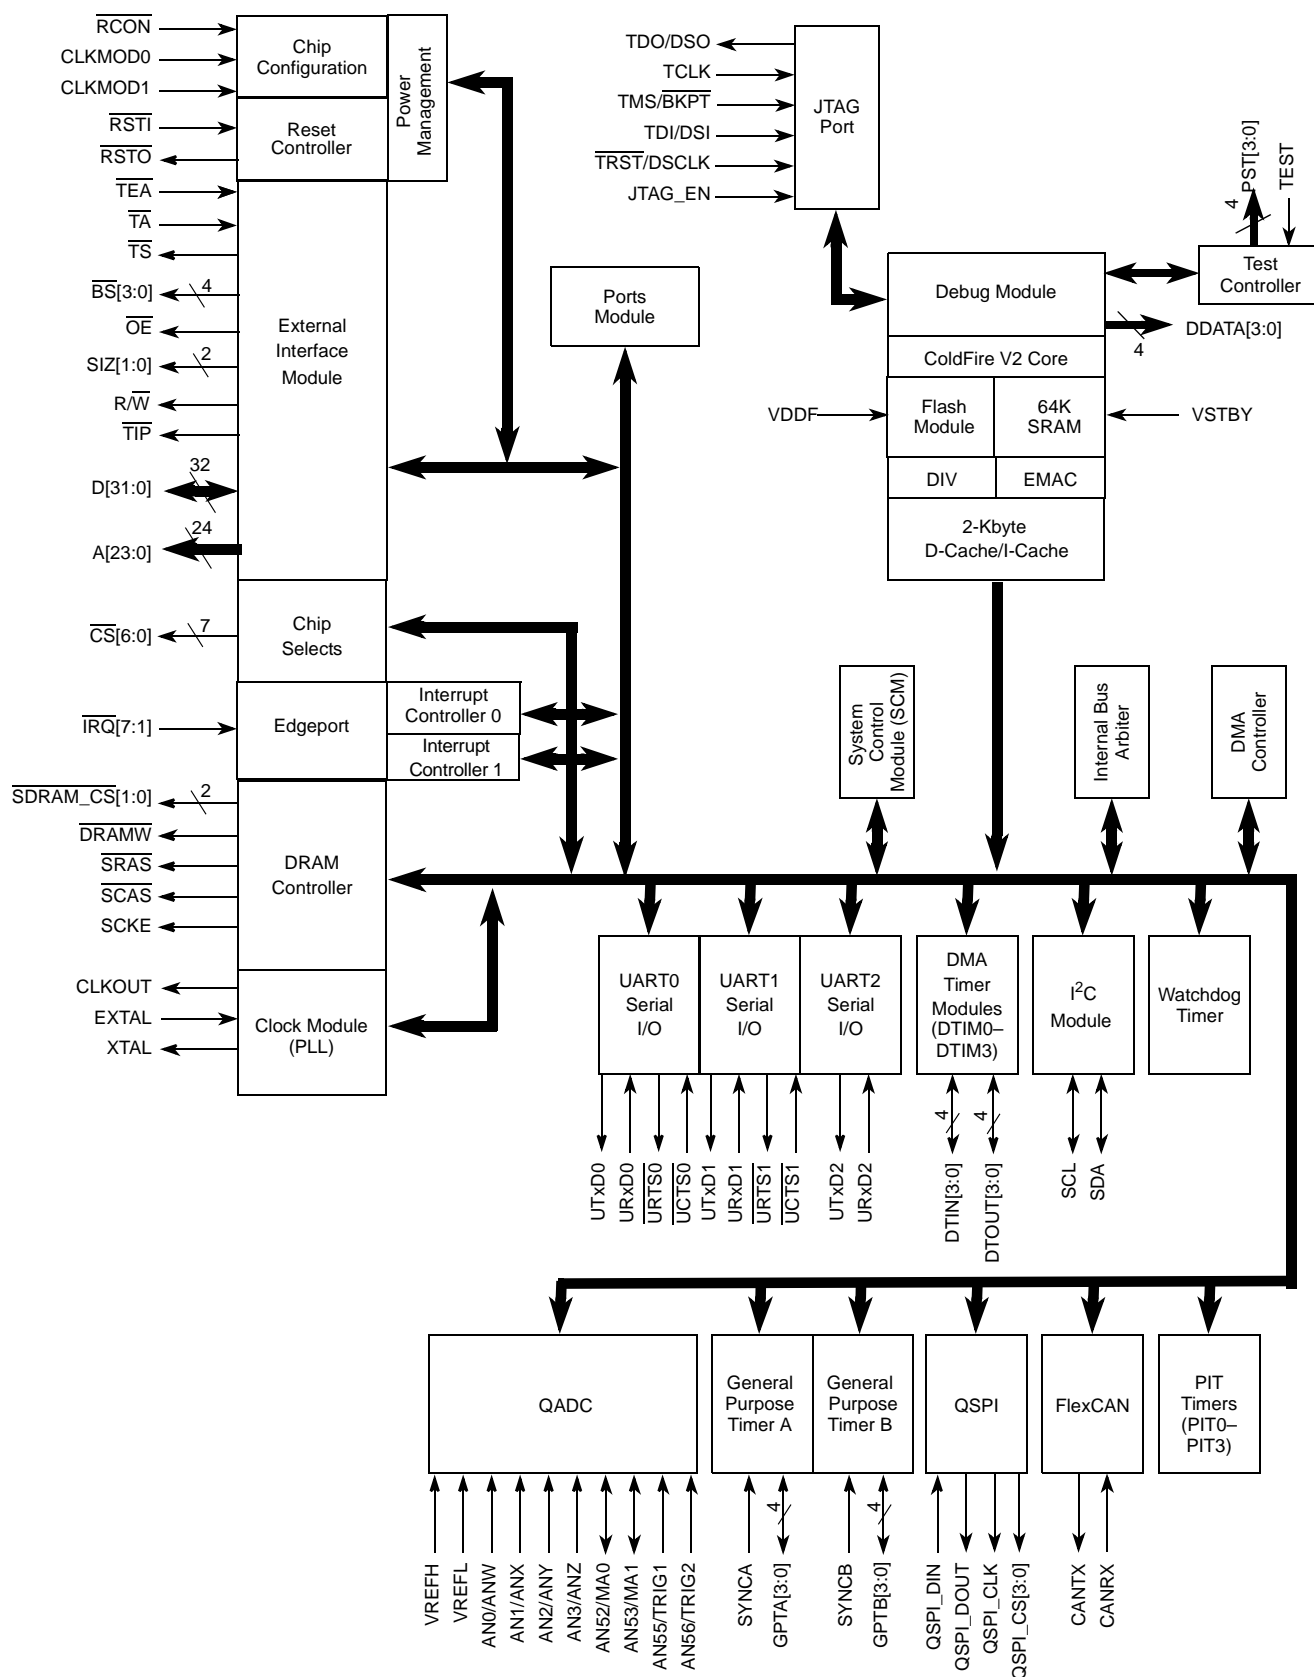 RCON
CLKMOD0
CLKMOD1
RSTI
RSTO
TEA
TA
TS
BS[3:0]
4
OE
SIZ[1:0]
2
R/W
TIP
D[31:0]
32
A[23:0]
24
CS[6:0]
7
IRQ[7:1]
SDRAM_CS[1:0]
2
DRAMW
SRAS
SCAS
SCKE
CLKOUT
EXTAL
XTAL
Chip
Configuration
Reset
Controller
Power
Management
External
Interface
Module
Chip
Selects
Edgeport
Interrupt
Controller 0
Interrupt
Controller 1
DRAM
Controller
Clock Module
(PLL)
TDO/DSO
TCLK
TMS/BKPT
TDI/DSI
TRST/DSCLK
JTAG_EN
JTAG
Port
Ports
Module
PST[3:0]
4
TEST
Test
Controller
Debug Module
DDATA[3:0]
4
ColdFire V2 Core
VDDF
Flash
Module
64K
SRAM
VSTBY
DIV
EMAC
2-Kbyte
D-Cache/I-Cache
System
Control
Module (SCM)
Internal Bus
Arbiter
DMA
Controller
UART0
Serial
I/O
UART1
Serial
I/O
UART2
Serial
I/O
DMA
Timer
Modules
(DTIM0–
DTIM3)
I²C
Module
Watchdog
Timer
UTxD0
URxD0
URTS0
UCTS0
UTxD1
URxD1
URTS1
UCTS1
UTxD2
URxD2
4
DTIN[3:0]
4
DTOUT[3:0]
SCL
SDA
QADC
General
Purpose
Timer A
General
Purpose
Timer B
QSPI
FlexCAN
PIT
Timers
(PIT0–
PIT3)
VREFH
VREFL
AN0/ANW
AN1/ANX
AN2/ANY
AN3/ANZ
AN52/MA0
AN53/MA1
AN55/TRIG1
AN56/TRIG2
SYNCA
4
GPTA[3:0]
SYNCB
4
GPTB[3:0]
QSPI_DIN
QSPI_DOUT
QSPI_CLK
QSPI_CS[3:0]
CANTX
CANRX